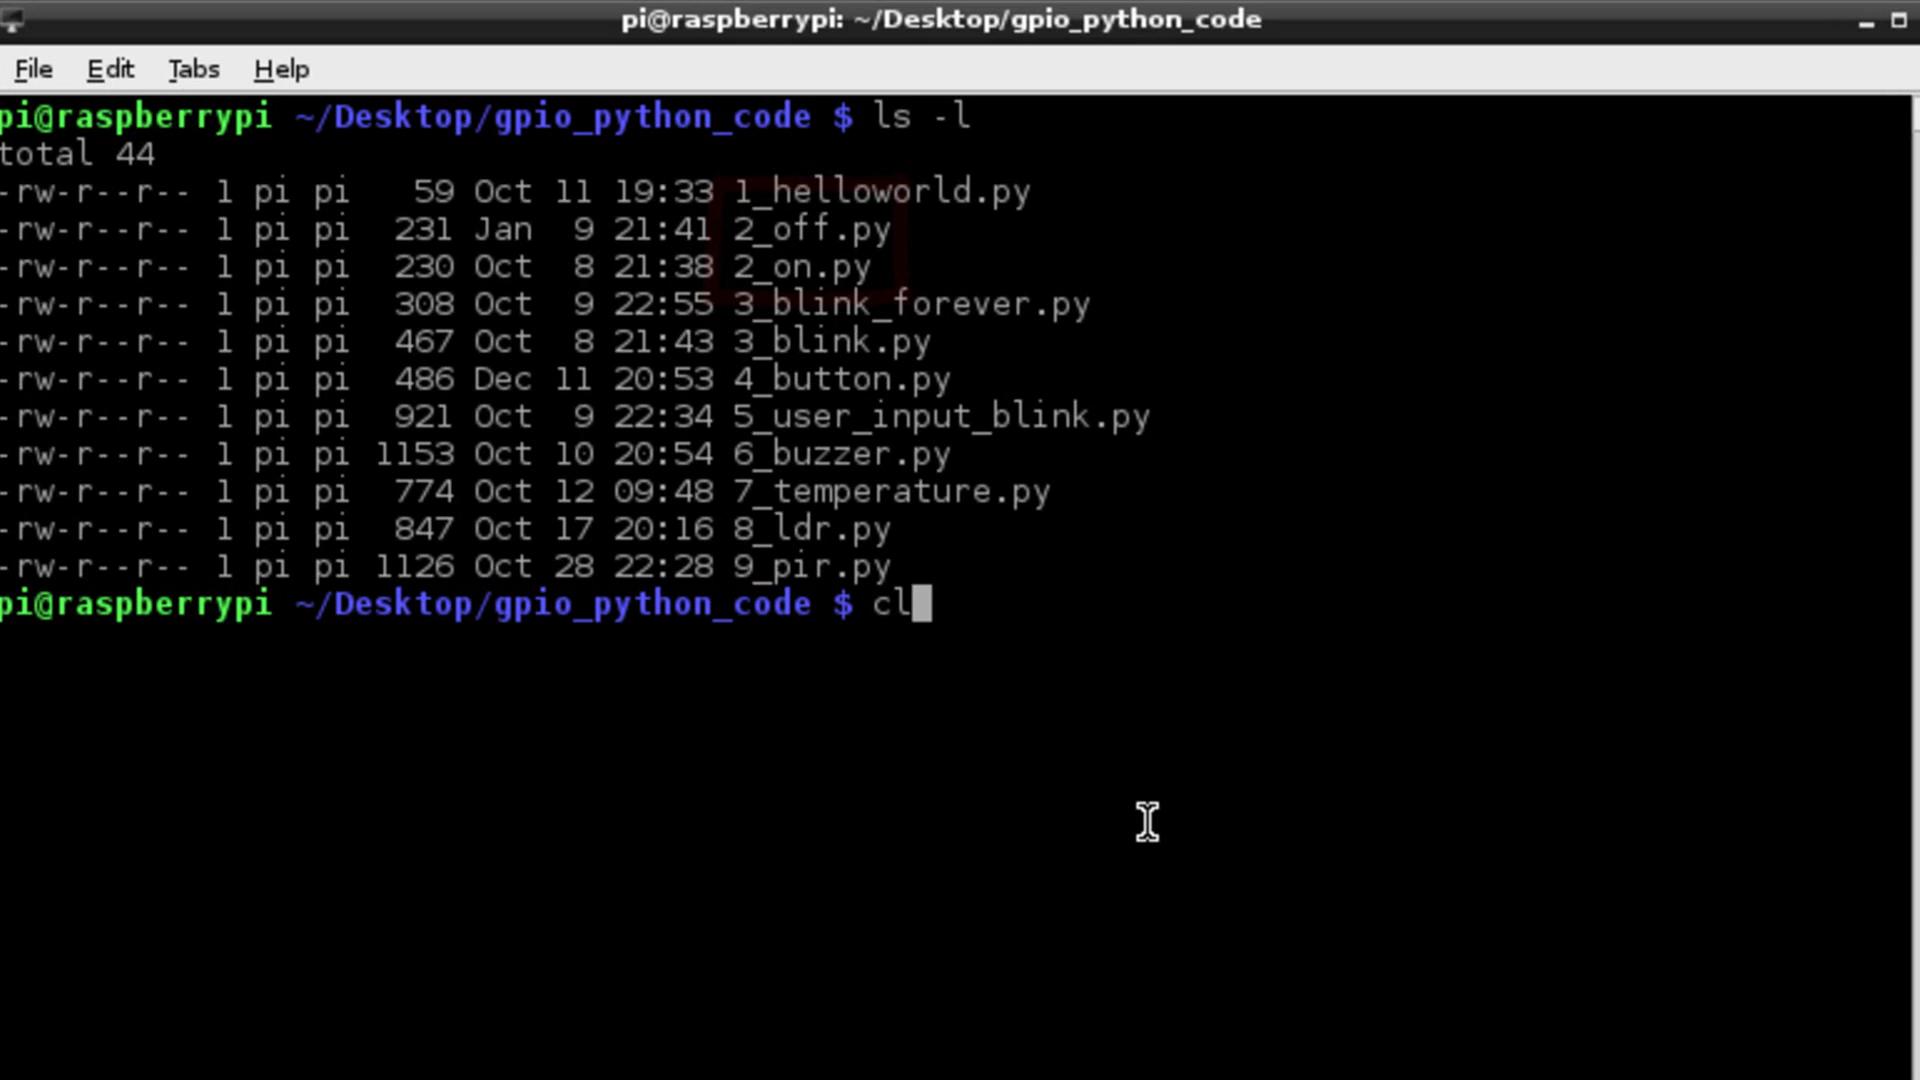 pi@raspberrypi: ~/Desktop/gpio_python_code
File Edit Tabs Help
pi@raspberrypi ~/Desktop/gpio_python_code $ ls -l
total 44
-rw-r--r-- 1 pi pi   59 Oct 11 19:33 1_helloworld.py
-rw-r--r-- 1 pi pi  231 Jan  9 21:41 2_off.py
-rw-r--r-- 1 pi pi  230 Oct  8 21:38 2_on.py
-rw-r--r-- 1 pi pi  308 Oct  9 22:55 3_blink_forever.py
-rw-r--r-- 1 pi pi  467 Oct  8 21:43 3_blink.py
-rw-r--r-- 1 pi pi  486 Dec 11 20:53 4_button.py
-rw-r--r-- 1 pi pi  921 Oct  9 22:34 5_user_input_blink.py
-rw-r--r-- 1 pi pi 1153 Oct 10 20:54 6_buzzer.py
-rw-r--r-- 1 pi pi  774 Oct 12 09:48 7_temperature.py
-rw-r--r-- 1 pi pi  847 Oct 17 20:16 8_ldr.py
-rw-r--r-- 1 pi pi 1126 Oct 28 22:28 9_pir.py
pi@raspberrypi ~/Desktop/gpio_python_code $ cl